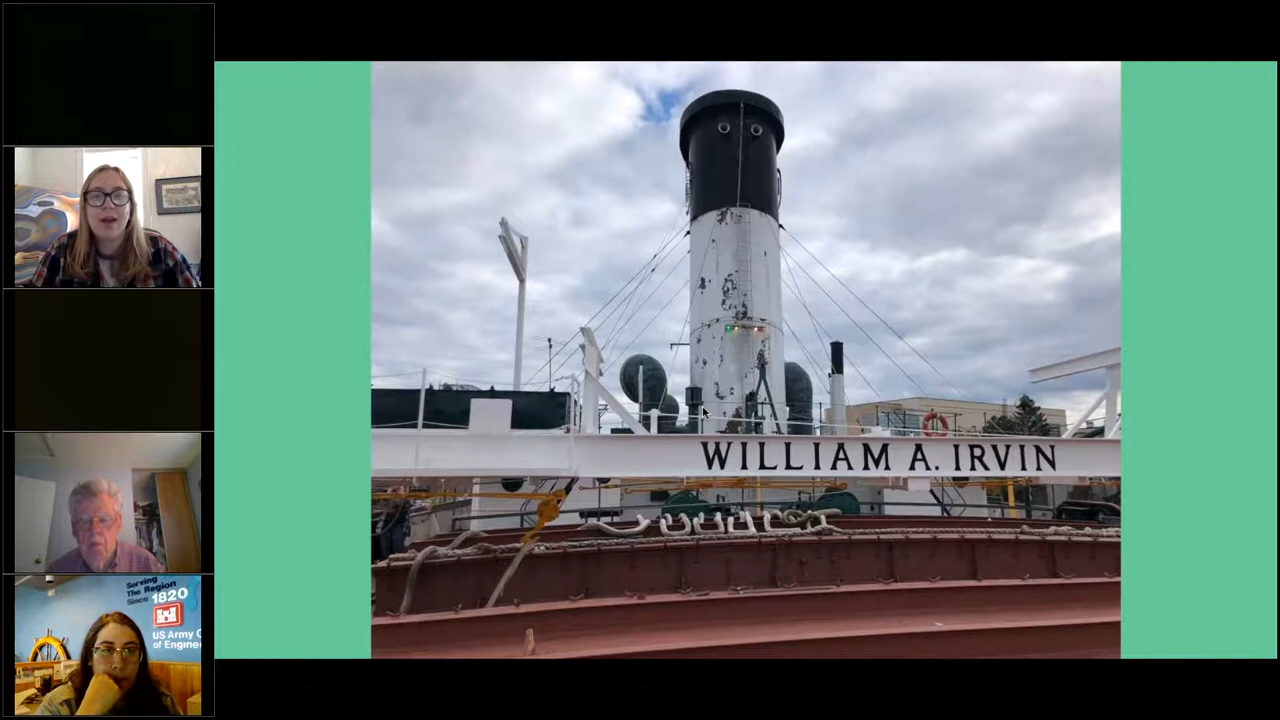 WILLIAM A. IRVIN
Serving
The Region
Since 1820
US Army
of Engine